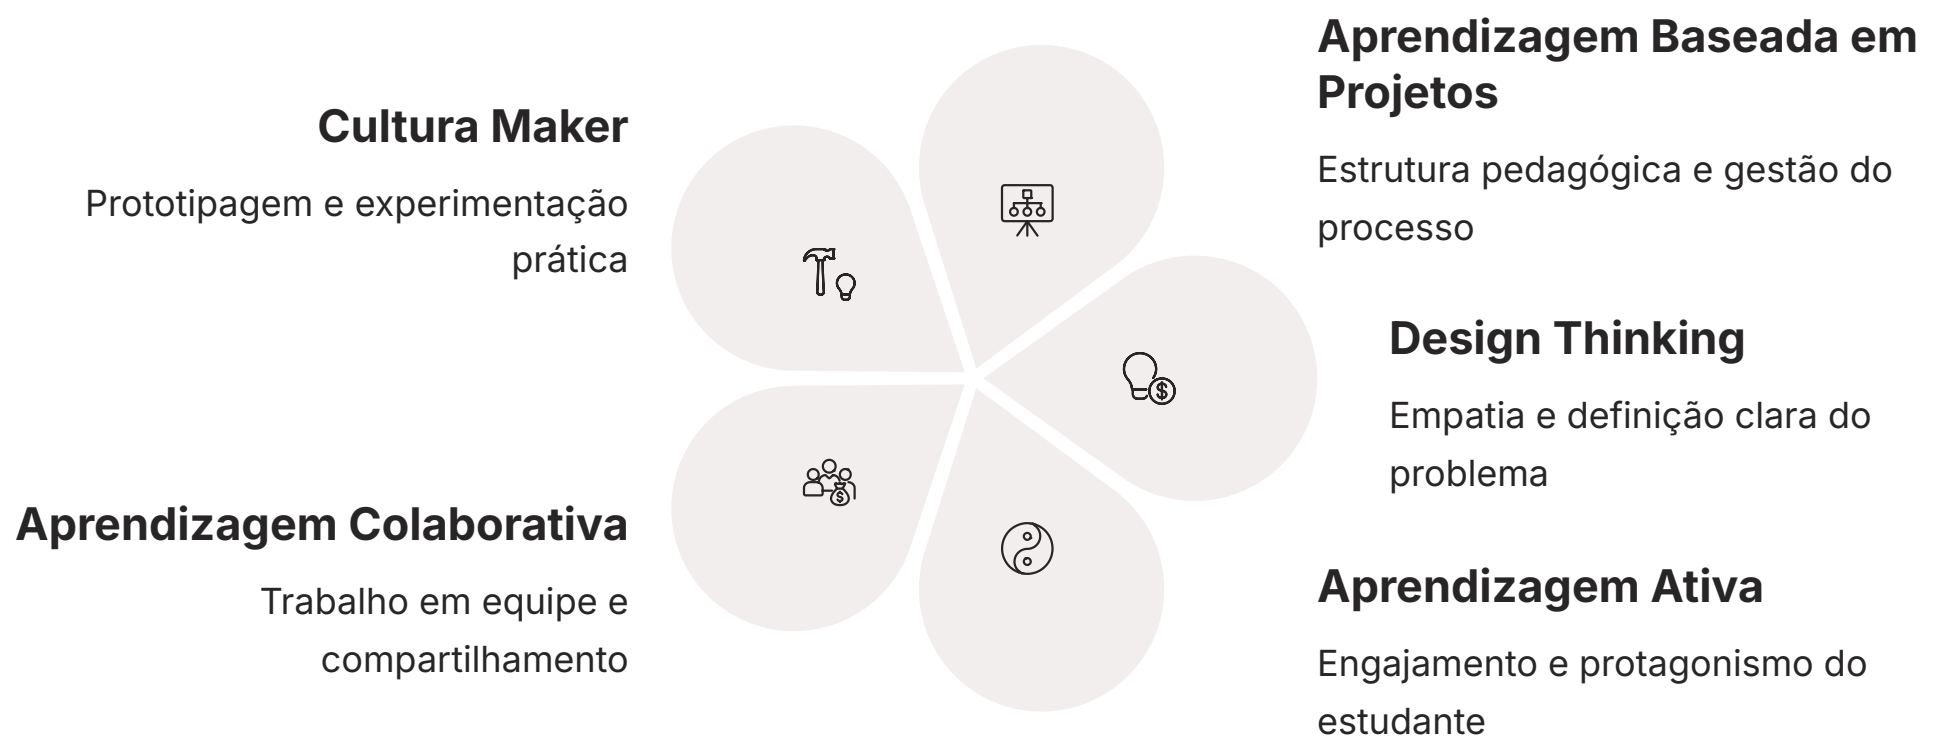 Aprendizagem Baseada em
Projetos
Estrutura pedagógica e gestão do
processo
Cultura Maker
Prototipagem e experimentação
prática
Design Thinking
Empatia e definição clara do
problema
Aprendizagem Colaborativa
Trabalho em equipe e
compartilhamento
Aprendizagem Ativa
Engajamento e protagonismo do
estudante